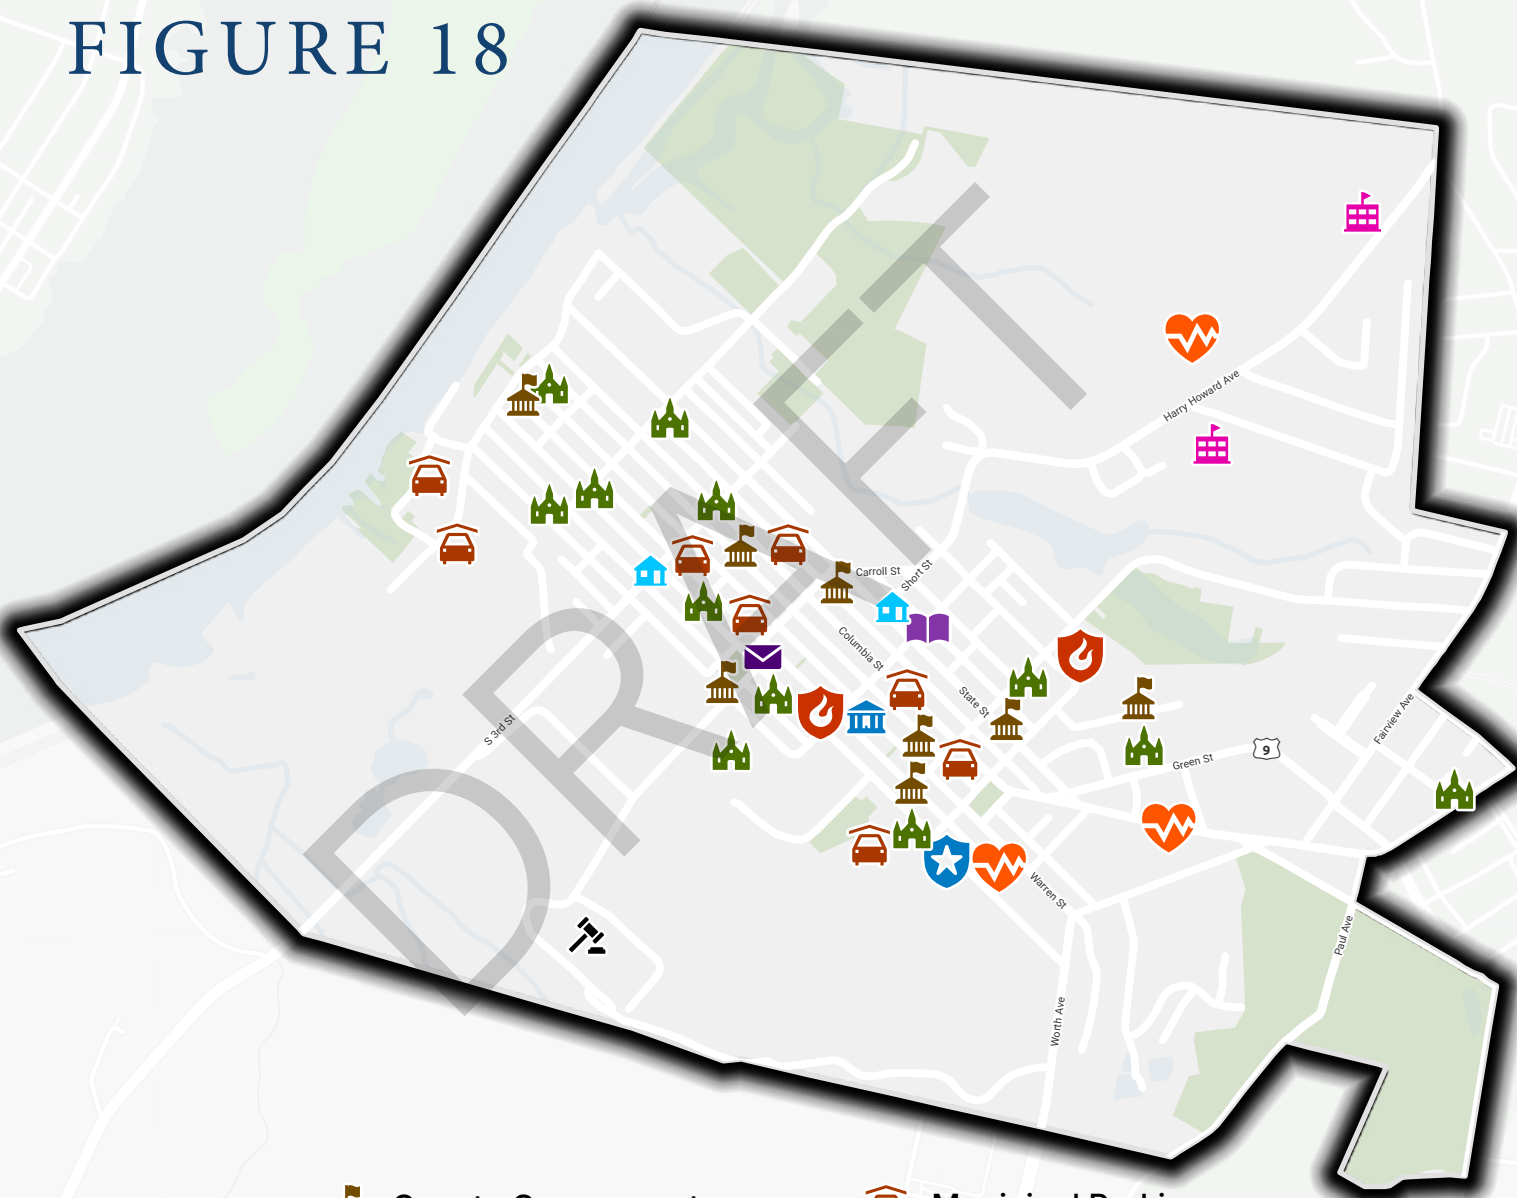 FIGURE 18
DRAFT
Harry Howard Ave
Carroll St
Short St
Columbia St
State St
S 3rd St
Fairview Ave
Green St
9
Warren St
Paul Ave
Worth Ave